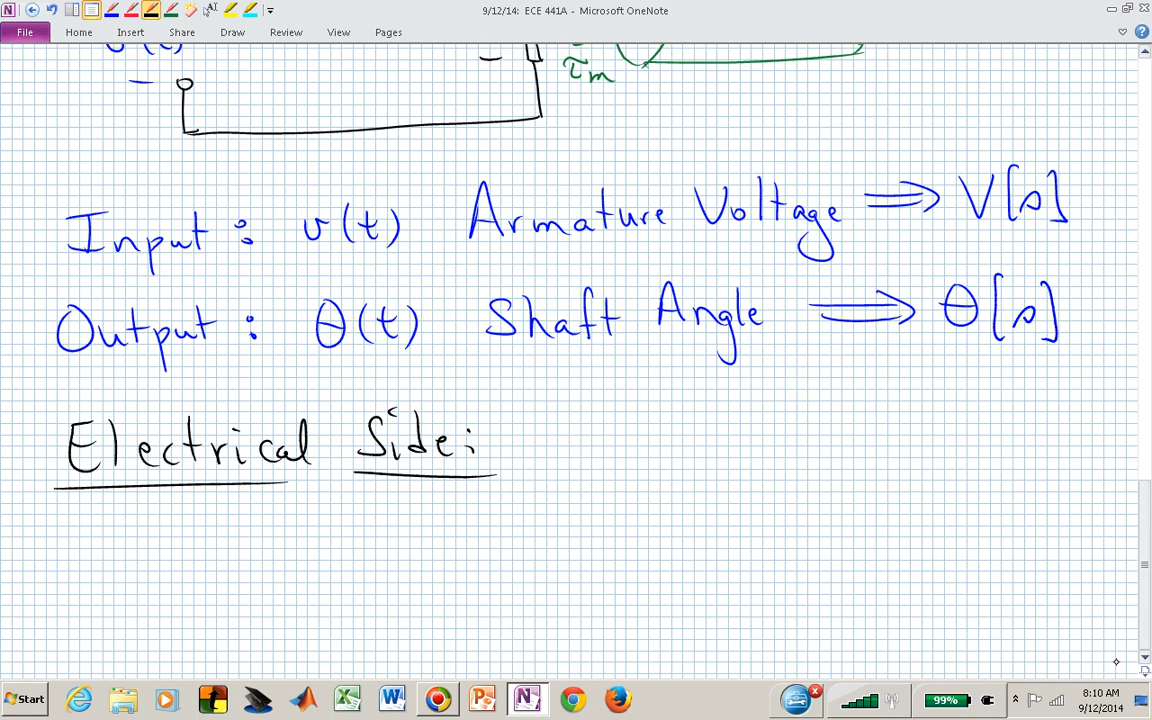 9/12/14: ECE 441A - Microsoft OneNote
File Home Insert Share Draw Review View Pages
− −
τm
Input: v(t) Armature Voltage ⟹ V[s]
Output: θ(t) Shaft Angle ⟹ θ[s]
Electrical Side:
Start
99%
8:10 AM
9/12/2014